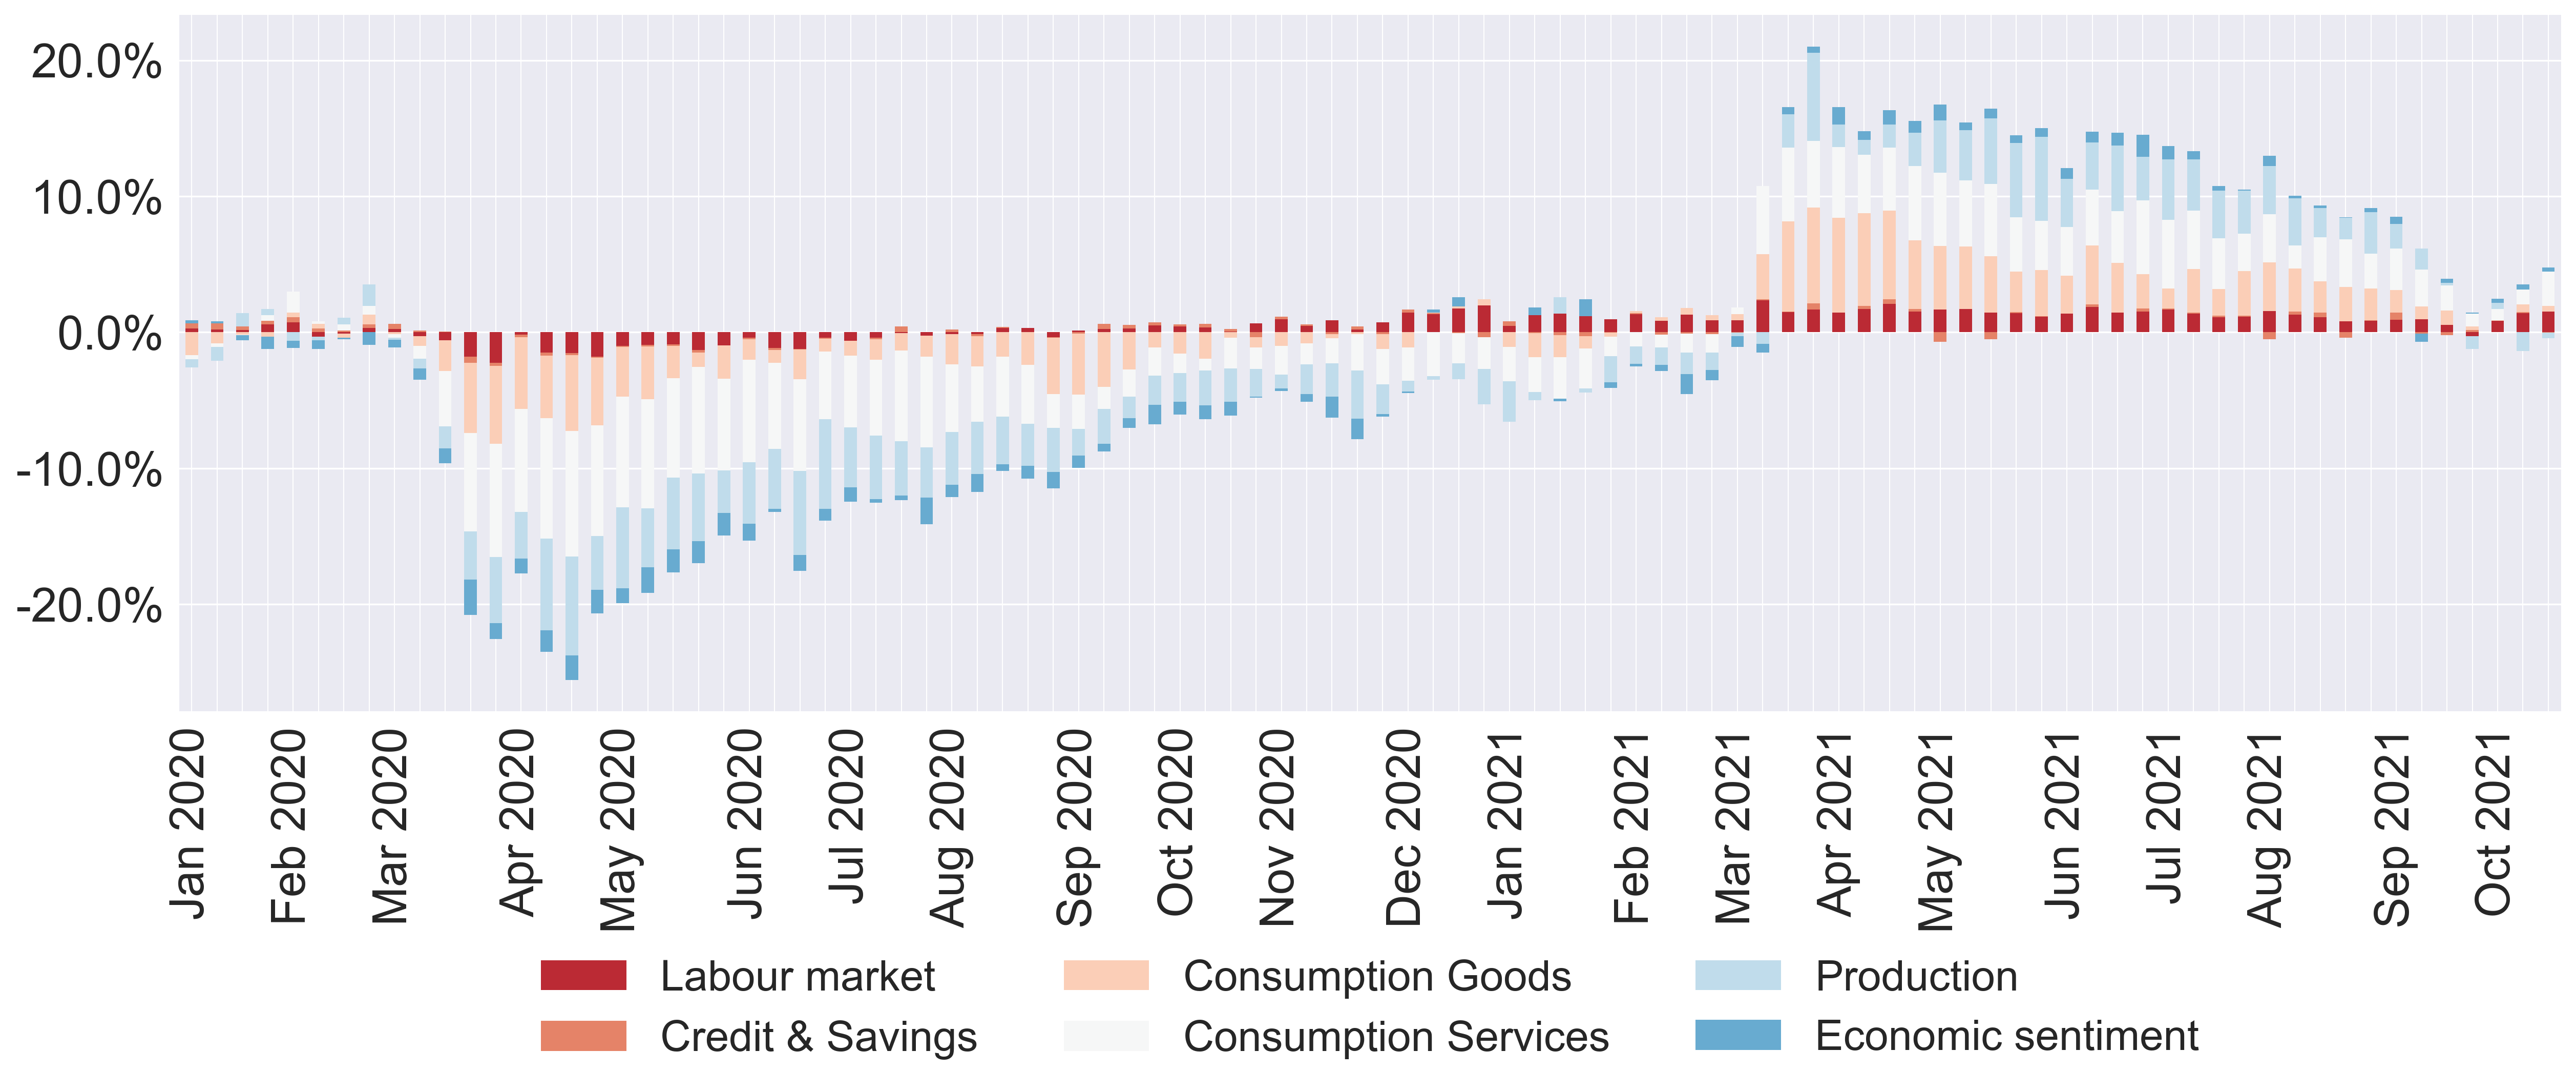 20.0%
10.0%
0.0%
-10.0%
-20.0%
Jan 2020
Feb 2020
Mar 2020
Apr 2020
May 2020
Jun 2020
Jul 2020
Aug 2020
Sep 2020
Oct 2020
Nov 2020
Dec 2020
Jan 2021
Feb 2021
Mar 2021
Apr 2021
May 2021
Jun 2021
Jul 2021
Aug 2021
Sep 2021
Oct 2021
Labour market
Consumption Goods
Production
Credit & Savings
Consumption Services
Economic sentiment